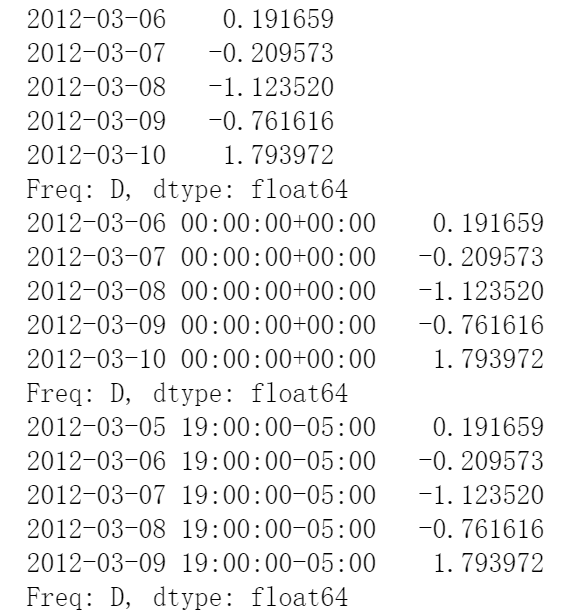 2012-03-06    0.191659
2012-03-07   -0.209573
2012-03-08   -1.123520
2012-03-09   -0.761616
2012-03-10    1.793972
Freq: D, dtype: float64
2012-03-06 00:00:00+00:00    0.191659
2012-03-07 00:00:00+00:00   -0.209573
2012-03-08 00:00:00+00:00   -1.123520
2012-03-09 00:00:00+00:00   -0.761616
2012-03-10 00:00:00+00:00    1.793972
Freq: D, dtype: float64
2012-03-05 19:00:00-05:00    0.191659
2012-03-06 19:00:00-05:00   -0.209573
2012-03-07 19:00:00-05:00   -1.123520
2012-03-08 19:00:00-05:00   -0.761616
2012-03-09 19:00:00-05:00    1.793972
Freq: D, dtype: float64